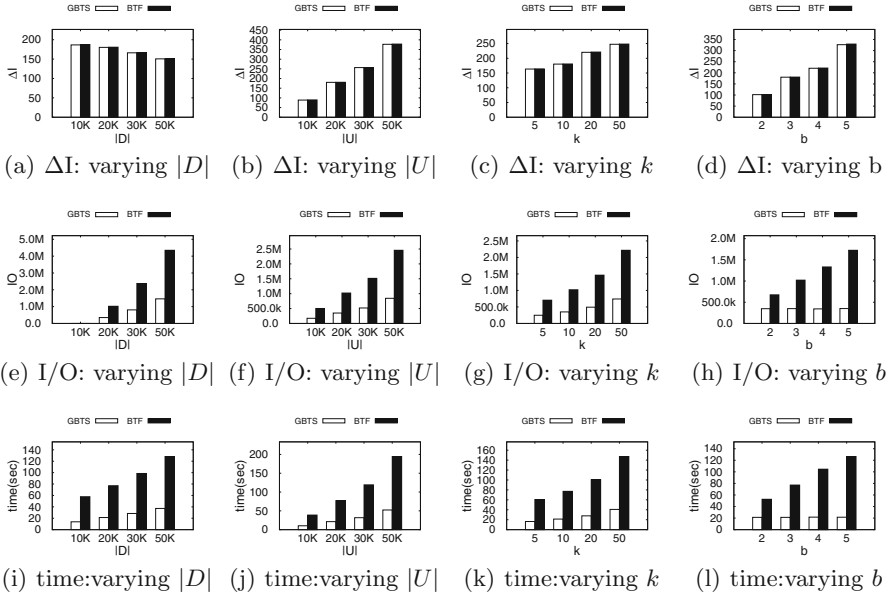 GBTS BTF GBTS BTF GBTS BTF GBTS BTF
ΔI
200
150
100
50
0
10K 20K 30K 50K
|D|
ΔI
450
400
350
300
250
200
150
100
50
0
10K 20K 30K 50K
|U|
ΔI
250
200
150
100
50
0
5 10 20 50
k
ΔI
350
300
250
200
150
100
50
0
2 3 4 5
b
(a) ΔI: varying |D| (b) ΔI: varying |U| (c) ΔI: varying k (d) ΔI: varying b
GBTS BTF GBTS BTF GBTS BTF GBTS BTF
IO
5.0M
4.0M
3.0M
2.0M
1.0M
0.0
10K 20K 30K 50K
|D|
IO
2.5M
2.0M
1.5M
1.0M
500.0k
0.0
10K 20K 30K 50K
|U|
IO
2.5M
2.0M
1.5M
1.0M
500.0k
0.0
5 10 20 50
k
IO
2.0M
1.5M
1.0M
500.0k
0.0
2 3 4 5
b
(e) I/O: varying |D| (f) I/O: varying |U| (g) I/O: varying k (h) I/O: varying b
GBTS BTF GBTS BTF GBTS BTF GBTS BTF
time(sec)
140
120
100
80
60
40
20
0
10K 20K 30K 50K
|D|
time(sec)
200
150
100
50
0
10K 20K 30K 50K
|U|
time(sec)
160
140
120
100
80
60
40
20
0
5 10 20 50
k
time(sec)
140
120
100
80
60
40
20
0
2 3 4 5
b
(i) time:varying |D| (j) time:varying |U| (k) time:varying k (l) time:varying b